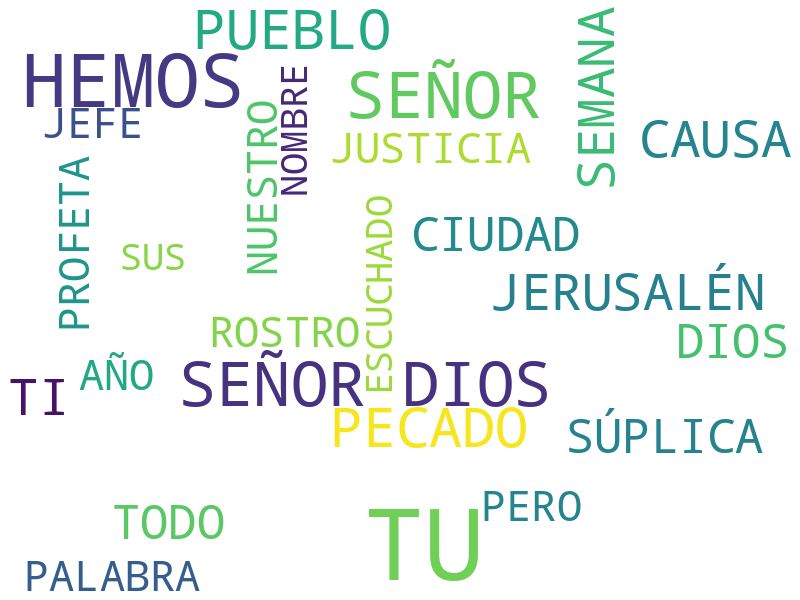 PUEBLO
HEMOS
SEÑOR
SEMANA
JEFE
NOMBRE
JUSTICIA
CAUSA
NUESTRO
PROFETA
SUS
ESCUCHADO
CIUDAD
JERUSALÉN
ROSTRO
DIOS
TI
AÑO
SEÑOR DIOS
PECADO
SÚPLICA
TODO
TU
PERO
PALABRA